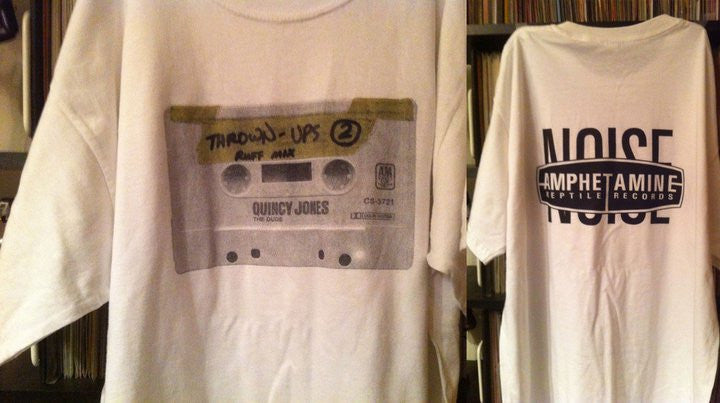 THROWN-UPS ②
RUFF MIX
A&M
CS-3721
QUINCY JONES
THE DUDE
NOISE
AMPHETAMINE
REPTILE RECORDS
NOISE